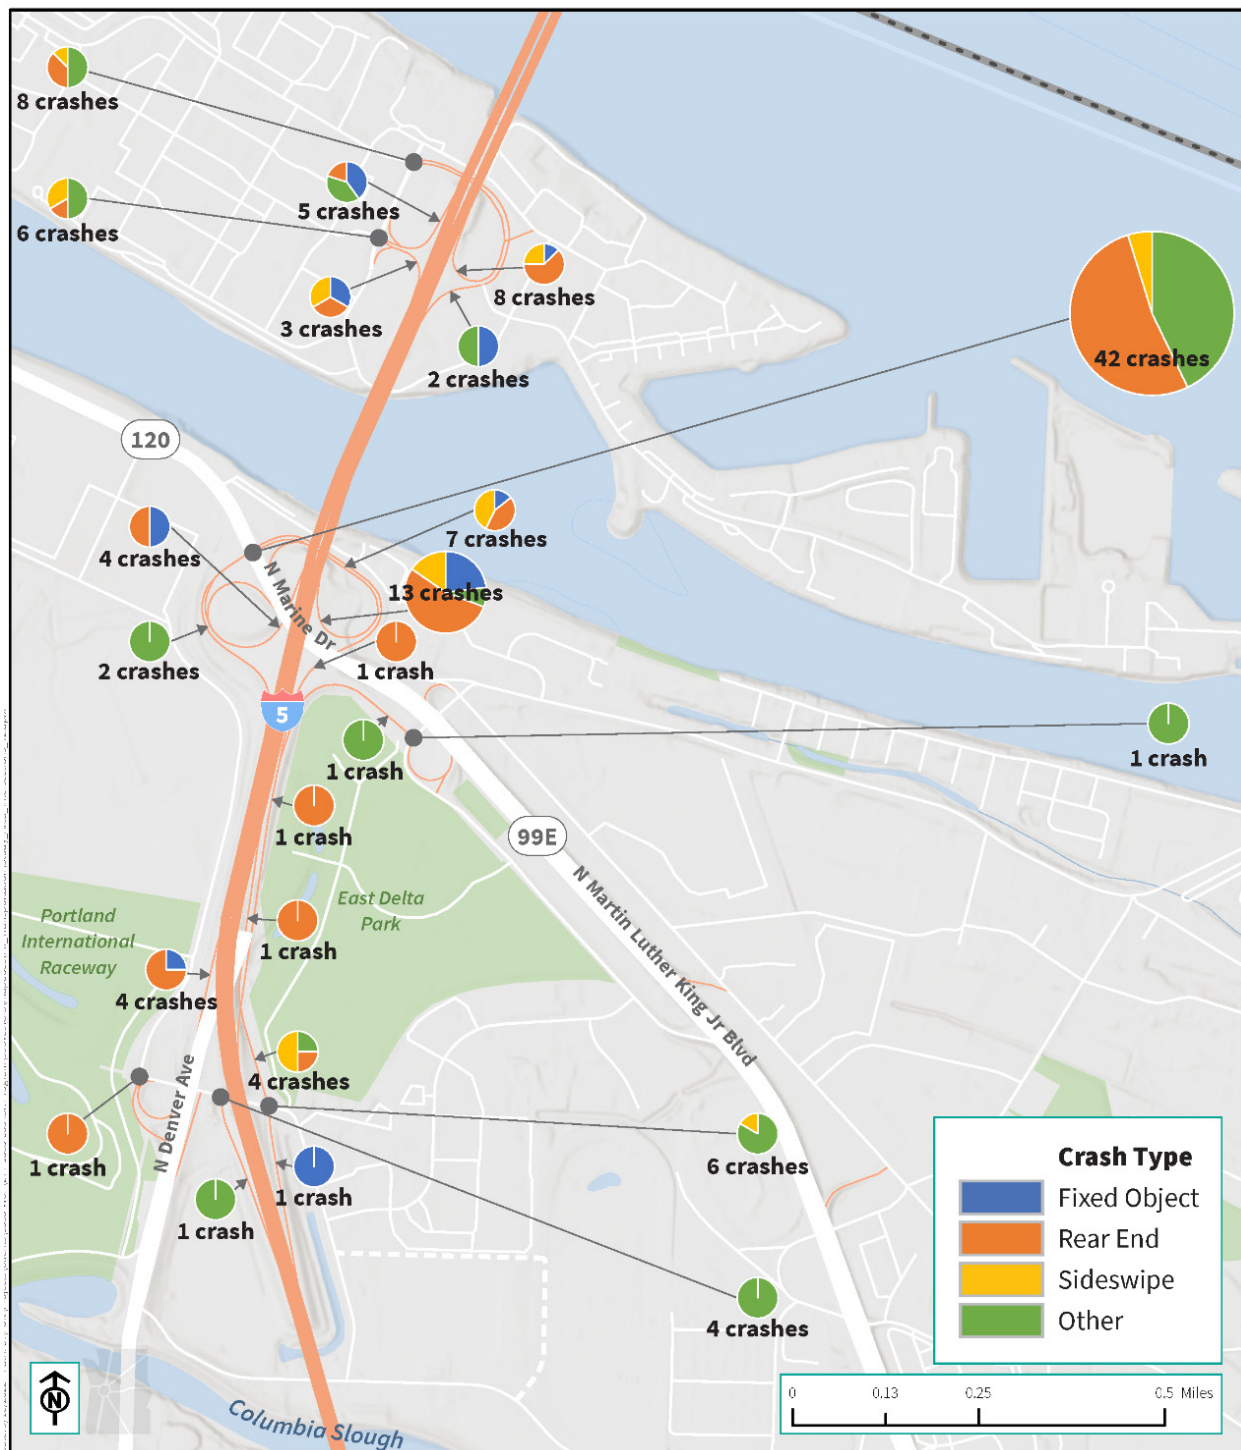 8 crashes
5 crashes
6 crashes
8 crashes
3 crashes
2 crashes
42 crashes
120
7 crashes
4 crashes
13 crashes
N Marine Dr
2 crashes
1 crash
5
1 crash
1 crash
1 crash
99E
East Delta
Park
N Martin Luther King Jr Blvd
Portland
International
Raceway
1 crash
4 crashes
4 crashes
N Denver Ave
1 crash
6 crashes
1 crash
1 crash
4 crashes
Crash Type
Fixed Object
Rear End
Sideswipe
Other
N
Columbia Slough
0 0.13 0.25 0.5 Miles